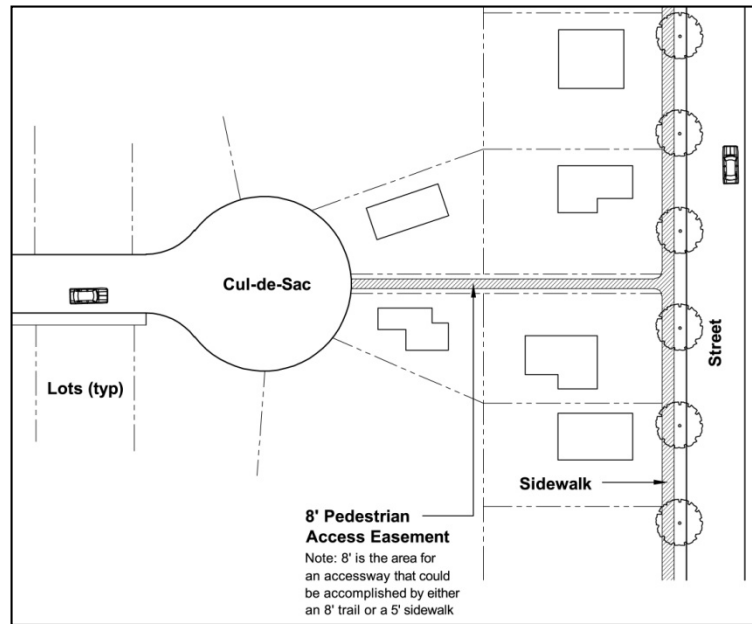 Cul-de-Sac
Street
Lots (typ)
Sidewalk
8' Pedestrian
Access Easement
Note: 8' is the area for
an accessway that could
be accomplished by either
an 8' trail or a 5' sidewalk